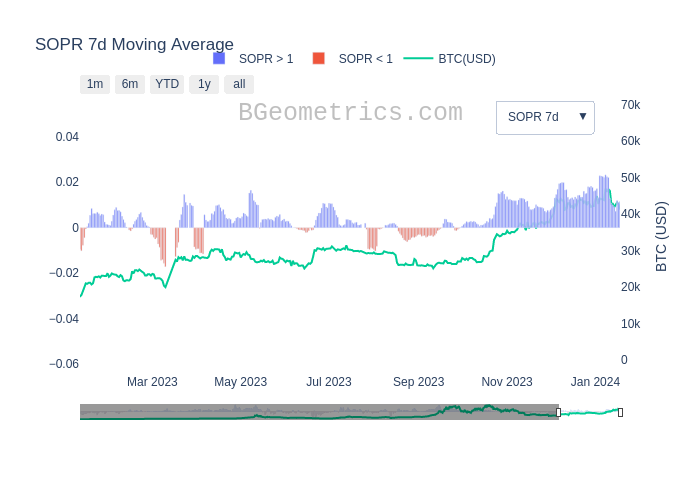 SOPR 7d Moving Average
SOPR > 1
SOPR < 1
BTC(USD)
1m
6m
YTD
1y
all
BGeometrics.com
SOPR 7d
▼
0.04
0.02
0
−0.02
−0.04
−0.06
70k
60k
50k
40k
30k
20k
10k
0
BTC (USD)
Mar 2023
May 2023
Jul 2023
Sep 2023
Nov 2023
Jan 2024